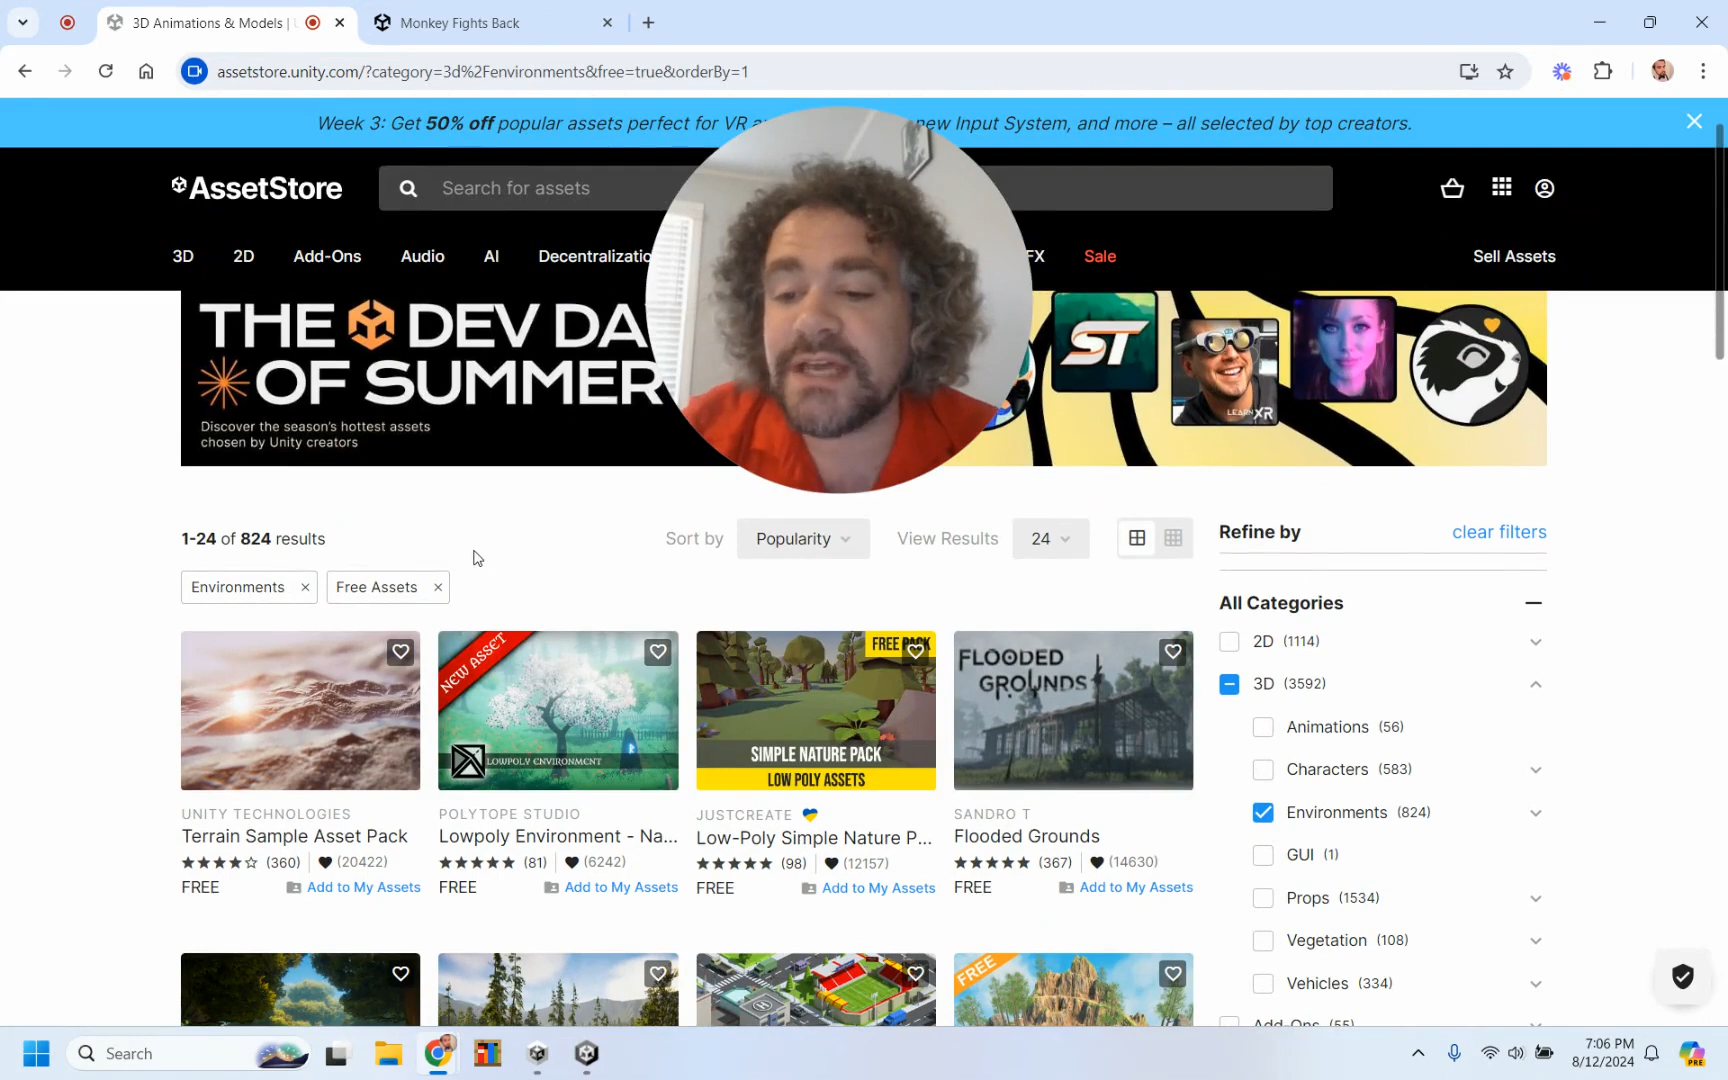 3D Animations & Models |
Monkey Fights Back
assetstore.unity.com/?category=3d%2Fenvironments&free=true&orderBy=1
Week 3: Get 50% off popular assets perfect for VR
new Input System, and more – all selected by top creators.
AssetStore
Search for assets
3D
2D
Add-Ons
Audio
AI
Decentralizatio
FX
Sale
Sell Assets
THE DEV DA
OF SUMMER
Discover the season's hottest assets
chosen by Unity creators
ST
LEARN XR
1-24 of 824 results
Sort by
Popularity
View Results
24
Refine by
clear filters
Environments
Free Assets
All Categories
2D (1114)
3D (3592)
Animations (56)
Characters (583)
Environments (824)
GUI (1)
Props (1534)
Vegetation (108)
Vehicles (334)
Add-Ons (55)
NEW ASSET
LOWPOLY ENVIRONMENT
FREE PACK
SIMPLE NATURE PACK
LOW POLY ASSETS
FLOODED
GROUNDS
UNITY TECHNOLOGIES
Terrain Sample Asset Pack
(360) (20422)
FREE
Add to My Assets
POLYTOPE STUDIO
Lowpoly Environment - Na...
(81) (6242)
FREE
Add to My Assets
JUSTCREATE
Low-Poly Simple Nature P...
(98) (12157)
FREE
Add to My Assets
SANDRO T
Flooded Grounds
(367) (14630)
FREE
Add to My Assets
FREE
Search
7:06 PM
8/12/2024
PRE